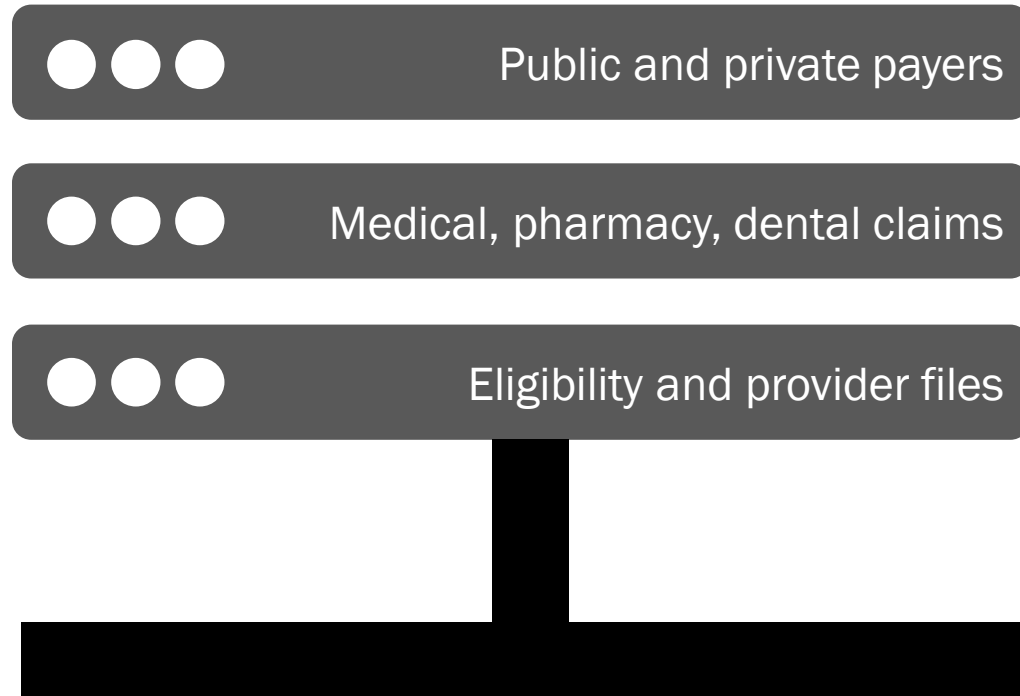 Public and private payers
Medical, pharmacy, dental claims
Eligibility and provider files